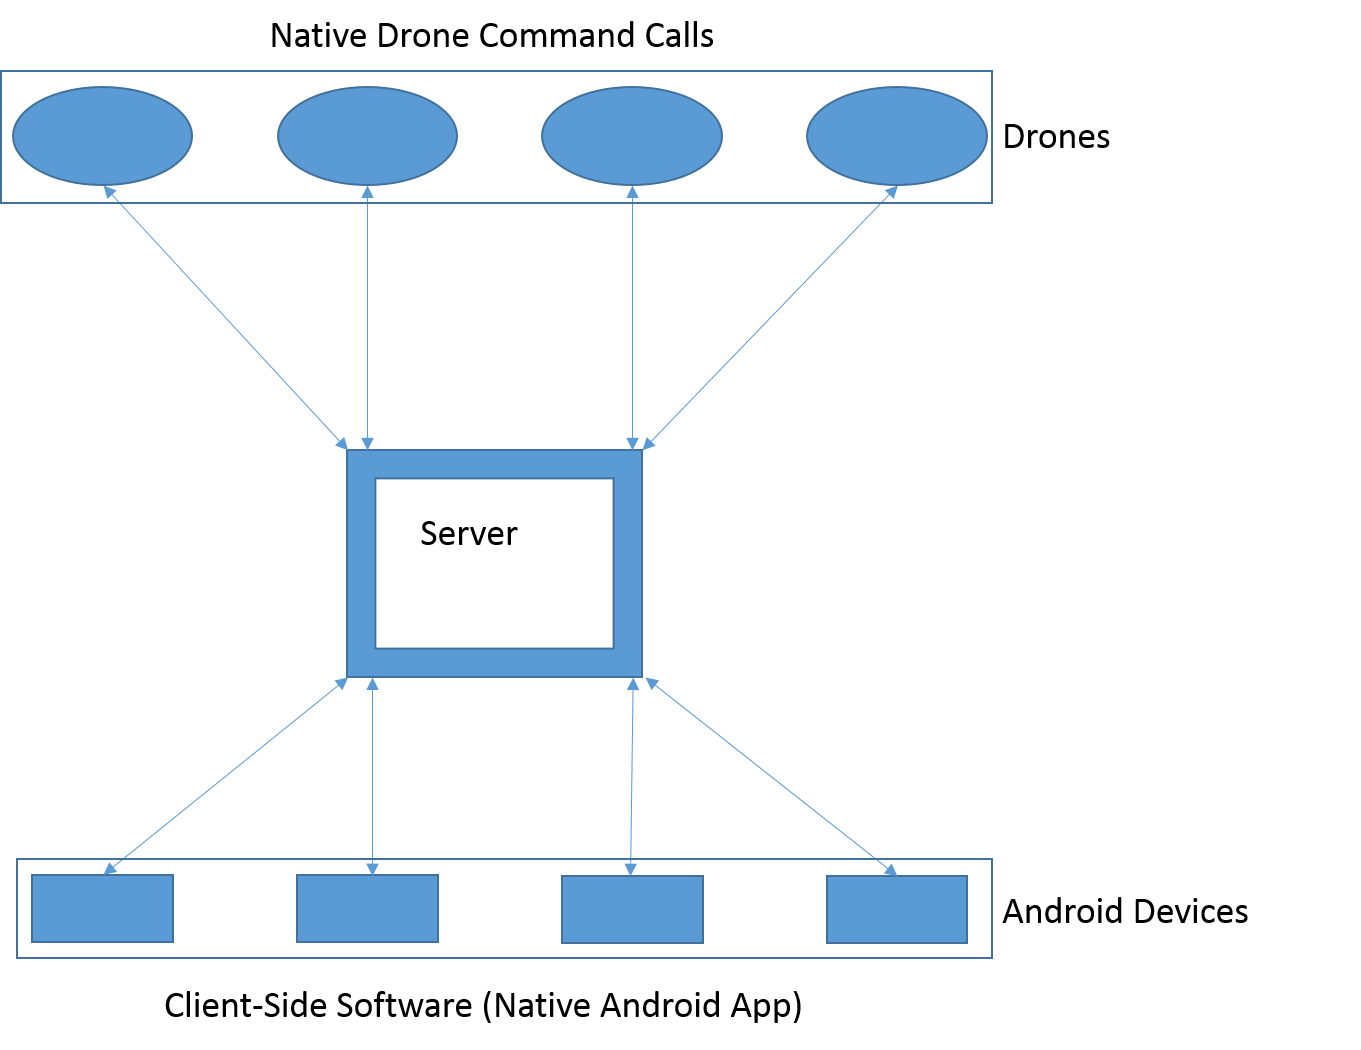 Native Drone Command Calls
Drones
Server
Android Devices
Client-Side Software (Native Android App)